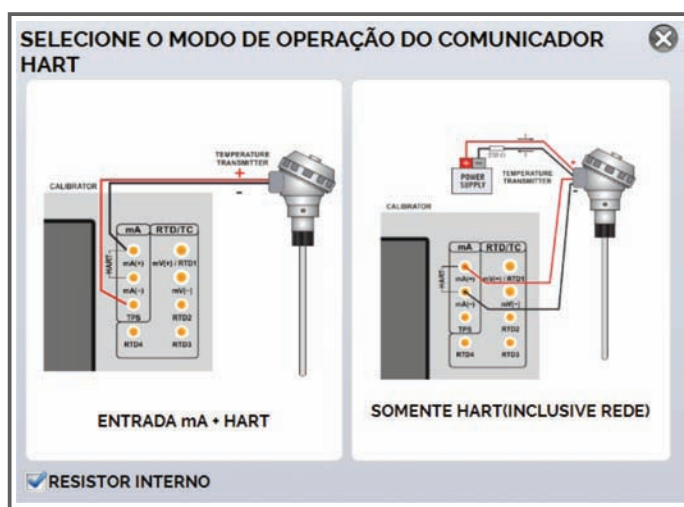 SELECIONE O MODO DE OPERAÇÃO DO COMUNICADOR
HART
TEMPERATURE
TRANSMITTER
+
-
CALIBRATOR
mA
RTD/TC
HART
mA(+)
mV(+) / RTD1
mA(-)
mV(-)
TPS
RTD2
RTD4
RTD3
ENTRADA mA + HART
POWER
SUPPLY
+
-
TEMPERATURE
TRANSMITTER
CALIBRATOR
mA
RTD/TC
HART
mA(+)
mV(+) / RTD1
mA(-)
mV(-)
TPS
RTD2
RTD4
RTD3
SOMENTE HART(INCLUSIVE REDE)
RESISTOR INTERNO